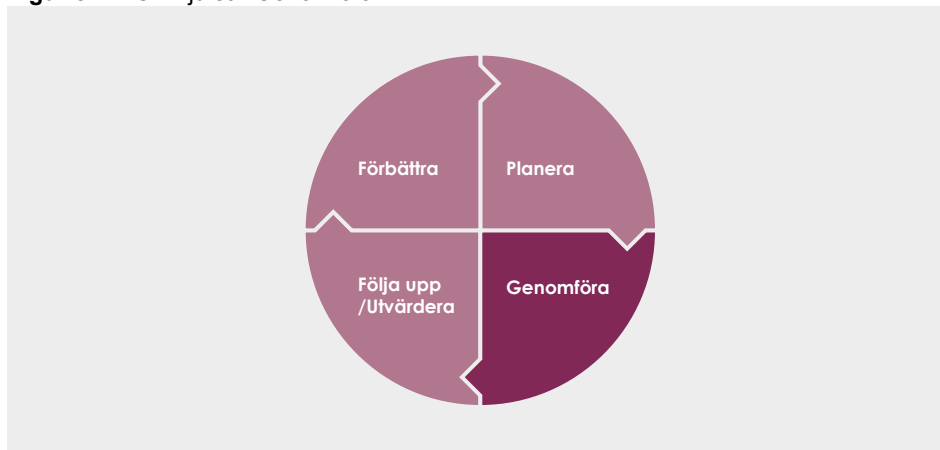 Förbättra
Planera
Följa upp
/Utvärdera
Genomföra